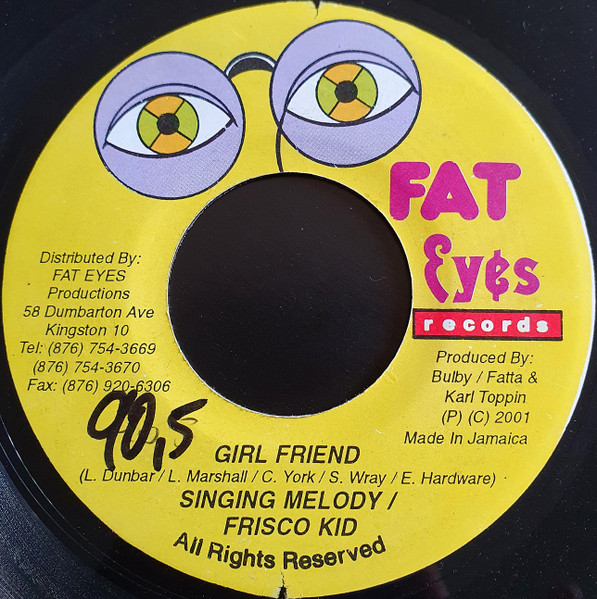 FAT
Eyes
records
Distributed By:
FAT EYES
Productions
58 Dumbarton Ave
Kingston 10
Tel: (876) 754-3669
(876) 754-3670
Fax: (876) 920-6306
Produced By:
Bulby / Fatta &
Karl Toppin
(P) (C) 2001
Made In Jamaica
90,5
GIRL FRIEND
(L. Dunbar / L. Marshall / C. York / S. Wray / E. Hardware)
SINGING MELODY /
FRISCO KID
All Rights Reserved